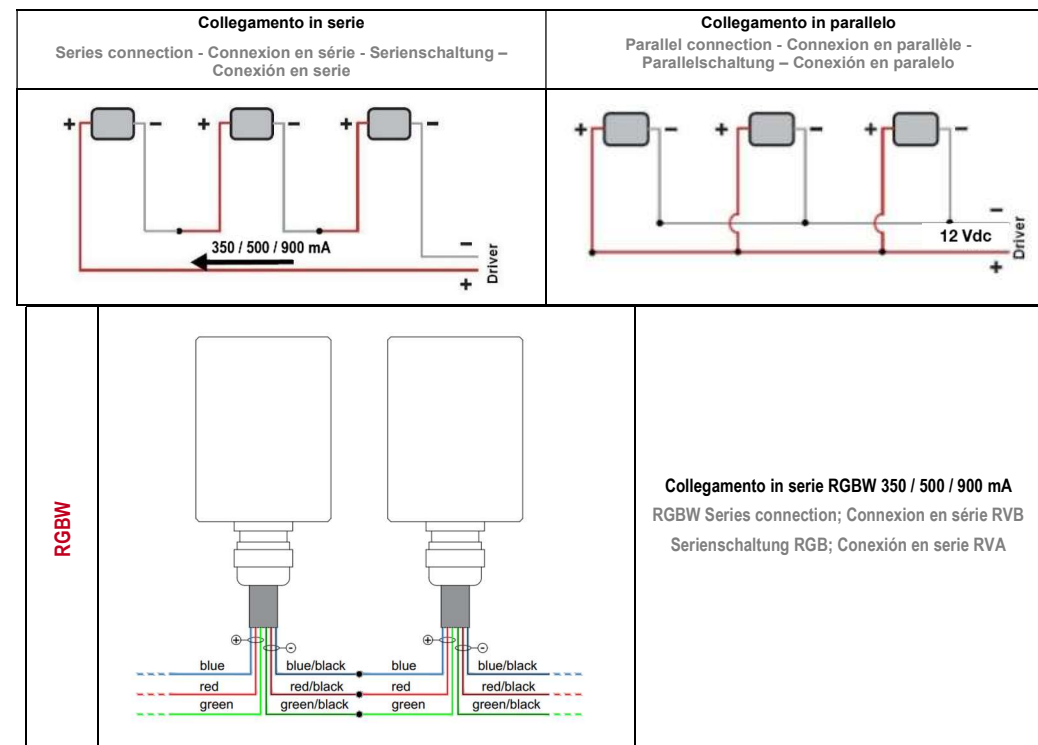 Collegamento in serie
Series connection - Connexion en série - Serienschaltung –
Conexión en serie
Collegamento in parallelo
Parallel connection - Connexion en parallèle -
Parallelschaltung – Conexión en paralelo
+ − + − + −
350 / 500 / 900 mA
−
+
Driver
+ − + − + −
−
12 Vdc
+
Driver
RGBW
+ − + −
blue blue/black blue blue/black
red red/black red red/black
green green/black green green/black
Collegamento in serie RGBW 350 / 500 / 900 mA
RGBW Series connection; Connexion en série RVB
Serienschaltung RGB; Conexión en serie RVA